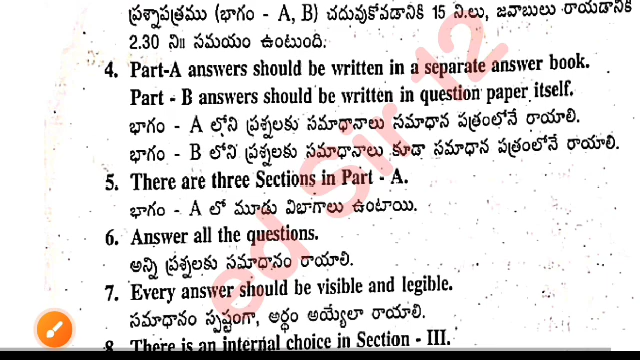 ప్రశ్నాపత్రము (భాగం - A, B) చదువుకోవడానికి 15 ని.లు, జవాబులు రాయడానికి
2.30 ని॥ సమయం ఉంటుంది.
4. Part-A answers should be written in a separate answer book.
Part - B answers should be written in question paper itself.
భాగం - A లోని ప్రశ్నలకు సమాధానాలు సమాధాన పత్రంలోనే రాయాలి.
భాగం - B లోని ప్రశ్నలకు సమాధానాలు కూడా సమాధాన పత్రంలోనే రాయాలి.
5. There are three Sections in Part - A.
భాగం - A లో మూడు విబాగాలు ఉంటాయి.
6. Answer all the questions.
అన్ని ప్రశ్నలకు సమాధానం రాయాలి.
7. Every answer should be visible and legible.
సమాధానం స్పష్టంగా, అర్థం అయ్యేలా రాయాలి.
8. There is an internal choice in Section - III.
ed Sir 12